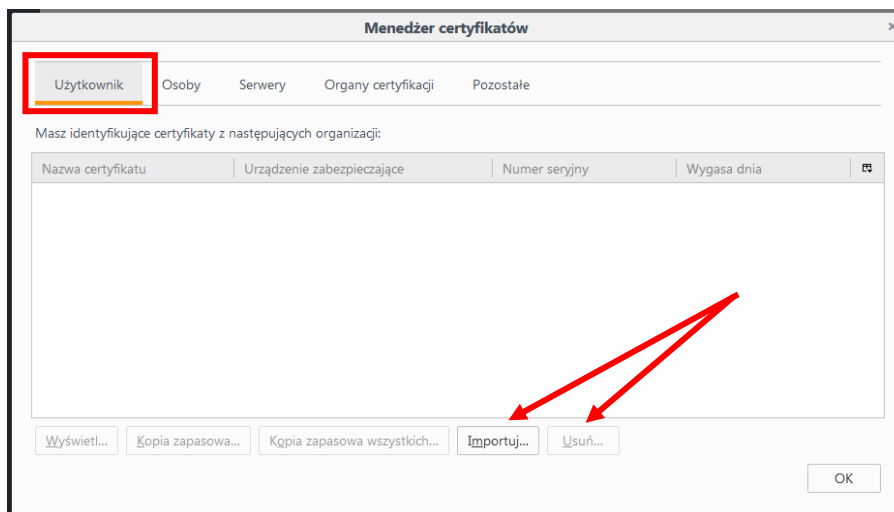 Menedżer certyfikatów
Użytkownik Osoby Serwery Organy certyfikacji Pozostałe
Masz identyfikujące certyfikaty z następujących organizacji:
Nazwa certyfikatu Urządzenie zabezpieczające Numer seryjny Wygasa dnia
Wyświetl... Kopia zapasowa... Kopia zapasowa wszystkich... Importuj... Usuń...
OK